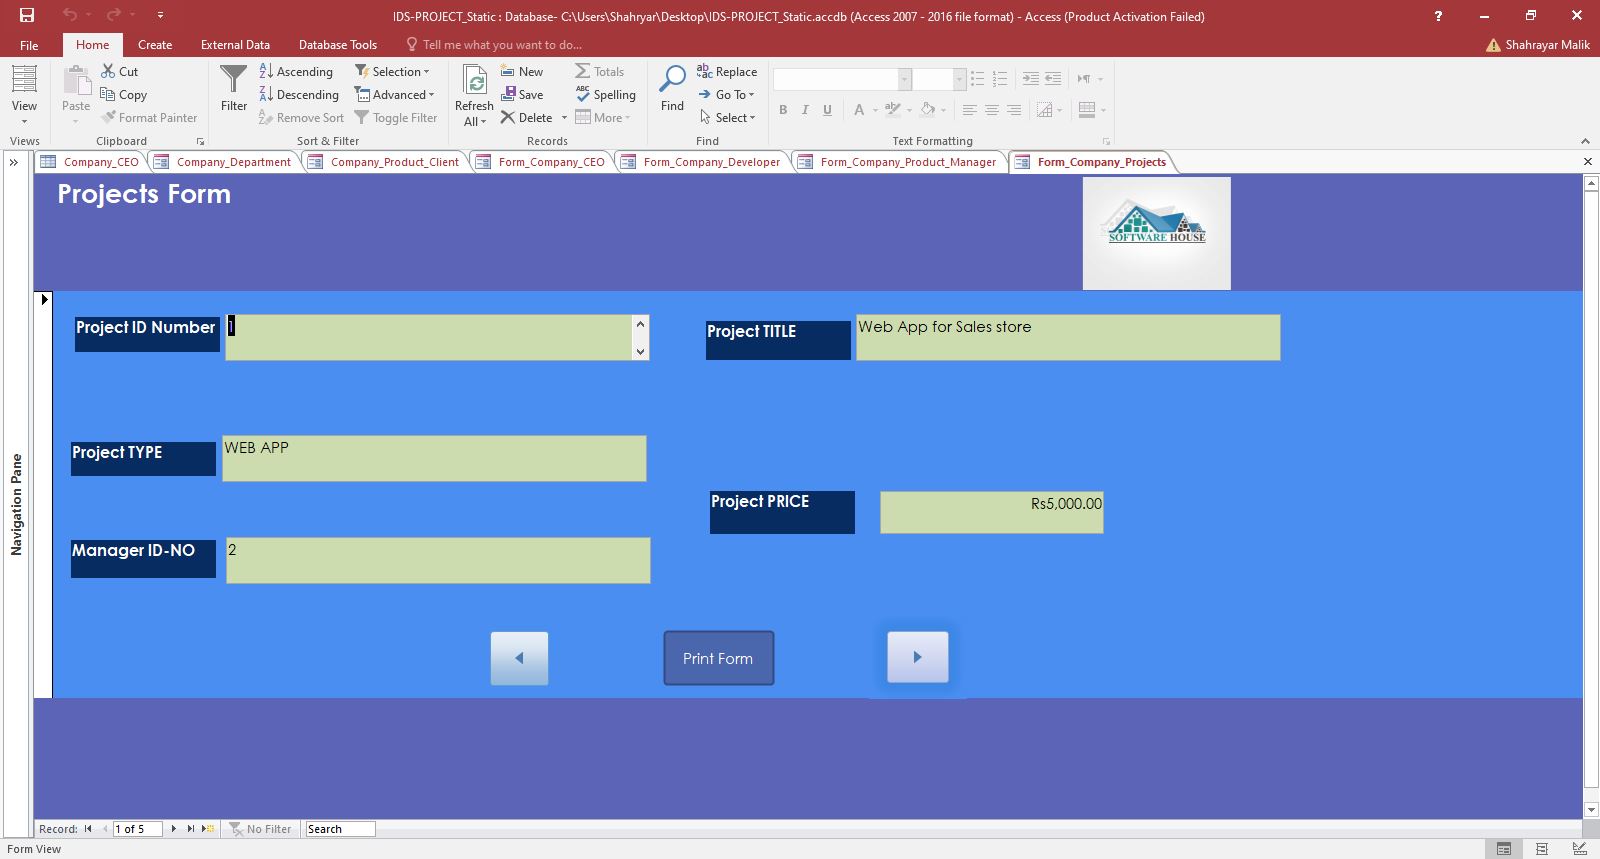 IDS-PROJECT_Static : Database- C:\Users\Shahryar\Desktop\IDS-PROJECT_Static.accdb (Access 2007 - 2016 file format) - Access (Product Activation Failed) ?
File Home Create External Data Database Tools Tell me what you want to do... Shahrayar Malik
View
Views
Paste
Cut
Copy
Format Painter
Clipboard
Filter
Ascending
Descending
Remove Sort
Selection
Advanced
Toggle Filter
Sort & Filter
Refresh
All
New
Save
Delete
Totals
Spelling
More
Records
Find
Replace
Go To
Select
Find
B I U A
Text Formatting
Company_CEO Company_Department Company_Product_Client Form_Company_CEO Form_Company_Developer Form_Company_Product_Manager Form_Company_Projects
Navigation Pane
Projects Form
SOFTWARE HOUSE
Project ID Number 1
Project TITLE Web App for Sales store
Project TYPE WEB APP
Project PRICE Rs5,000.00
Manager ID-NO 2
Print Form
Record: 1 of 5 No Filter Search
Form View